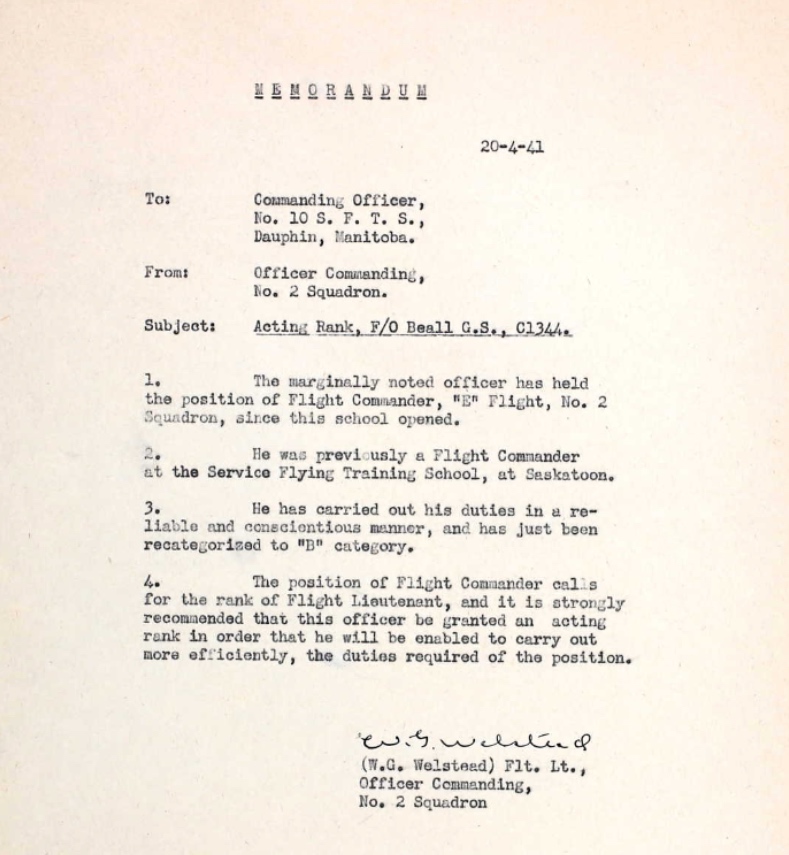 M E M O R A N D U M
20-4-41
To: Commanding Officer,
No. 10 S. F. T. S.,
Dauphin, Manitoba.
From: Officer Commanding,
No. 2 Squadron.
Subject: Acting Rank, F/O Beall G.S., C1344.
1. The marginally noted officer has held
the position of Flight Commander, "E" Flight, No. 2
Squadron, since this school opened.
2. He was previously a Flight Commander
at the Service Flying Training School, at Saskatoon.
3. He has carried out his duties in a re-
liable and conscientious manner, and has just been
recategorized to "B" category.
4. The position of Flight Commander calls
for the rank of Flight Lieutenant, and it is strongly
recommended that this officer be granted an acting
rank in order that he will be enabled to carry out
more efficiently, the duties required of the position.
W.G. Welstead
(W.G. Welstead) Flt. Lt.,
Officer Commanding,
No. 2 Squadron